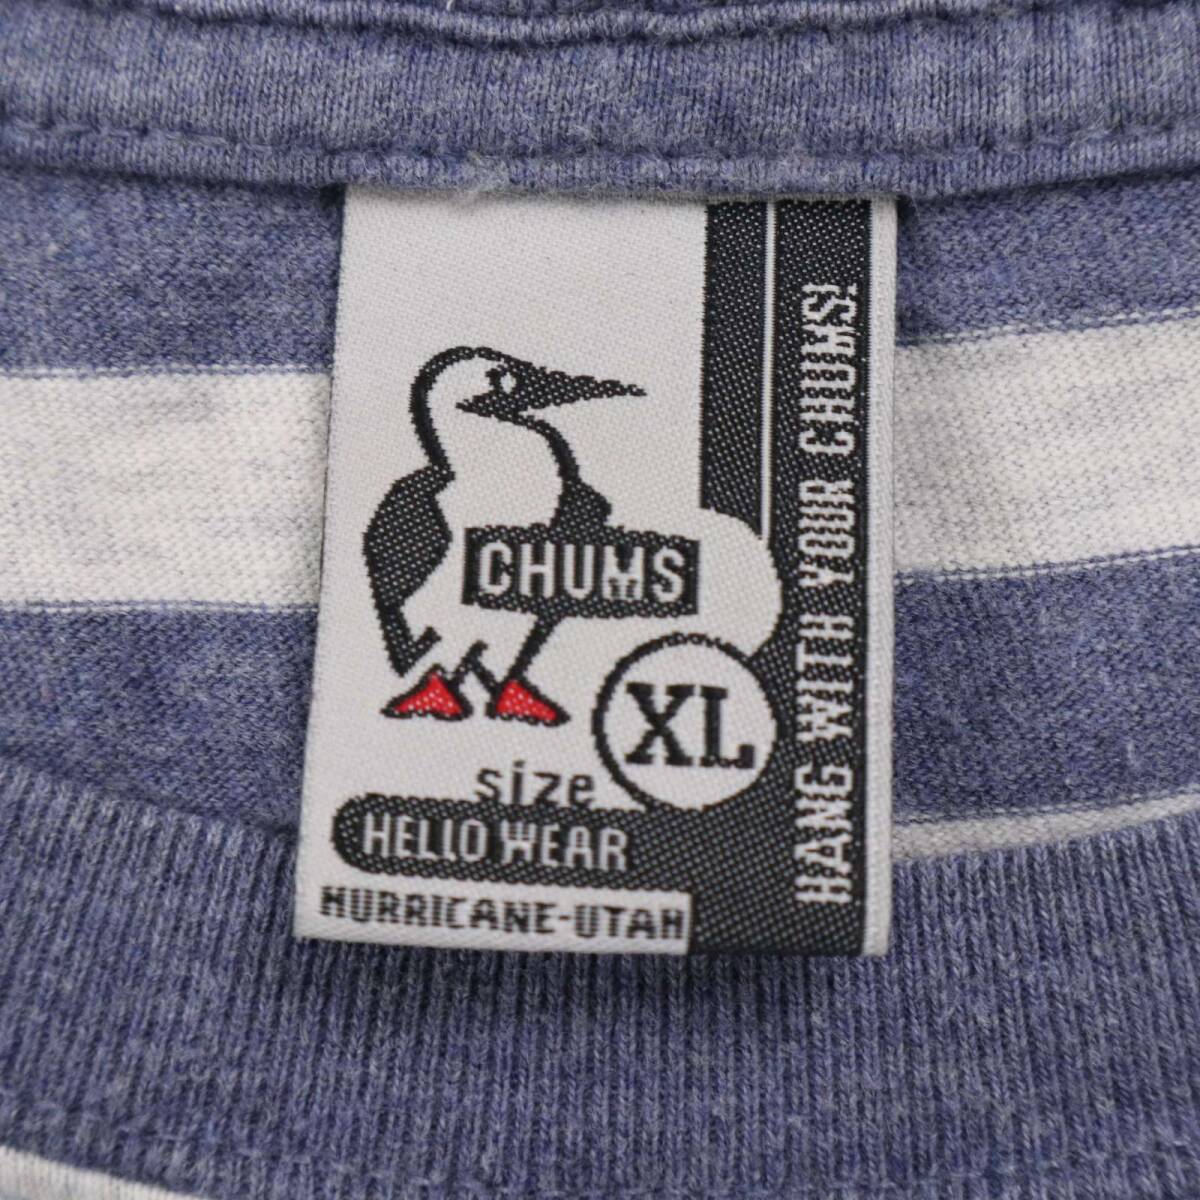 CHUMS
XL
size
HELLO WEAR
HURRICANE-UTAH
HANG WITH YOUR CHUMS!